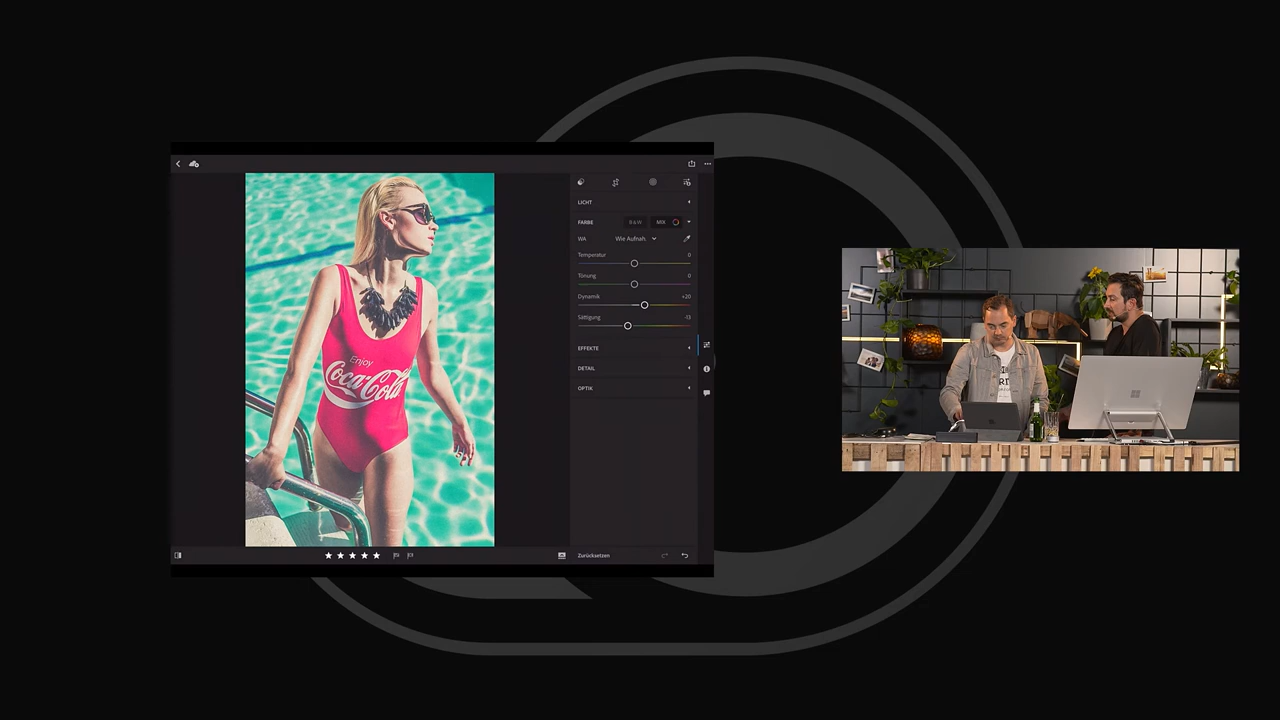 LICHT
FARBE
B&W
MIX
WA
Wie Aufnah.
Temperatur
0
Tönung
0
Dynamik
+20
Sättigung
-13
EFFEKTE
DETAIL
OPTIK
Enjoy
Coca-Cola
Zurücksetzen